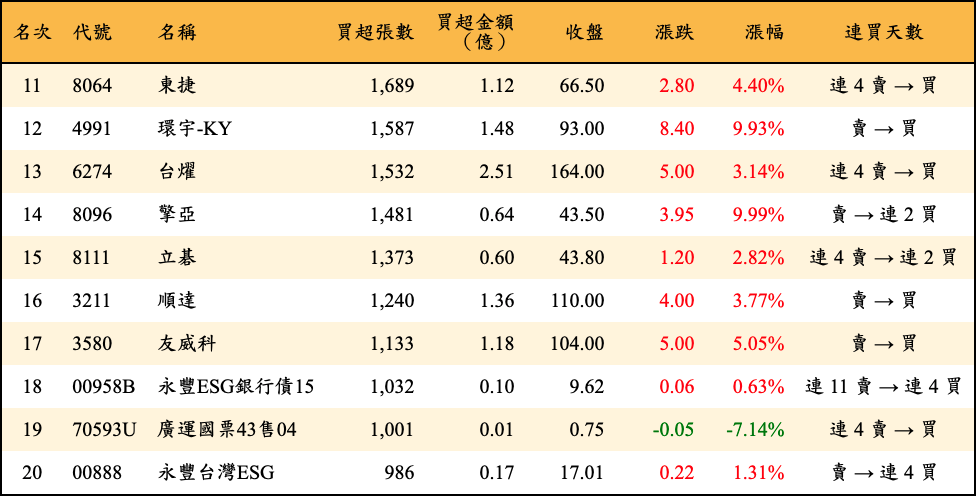 名次 代號 名稱 買超張數 買超金額（億） 收盤 漲跌 漲幅 連買天數
11 8064 東捷 1,689 1.12 66.50 2.80 4.40% 連 4 賣 → 買
12 4991 環宇-KY 1,587 1.48 93.00 8.40 9.93% 賣 → 買
13 6274 台燿 1,532 2.51 164.00 5.00 3.14% 連 4 賣 → 買
14 8096 擎亞 1,481 0.64 43.50 3.95 9.99% 賣 → 連 2 買
15 8111 立碁 1,373 0.60 43.80 1.20 2.82% 連 4 賣 → 連 2 買
16 3211 順達 1,240 1.36 110.00 4.00 3.77% 賣 → 買
17 3580 友威科 1,133 1.18 104.00 5.00 5.05% 賣 → 買
18 00958B 永豐ESG銀行債15 1,032 0.10 9.62 0.06 0.63% 連 11 賣 → 連 4 買
19 70593U 廣運國票43售04 1,001 0.01 0.75 -0.05 -7.14% 連 4 賣 → 買
20 00888 永豐台灣ESG 986 0.17 17.01 0.22 1.31% 賣 → 連 4 買